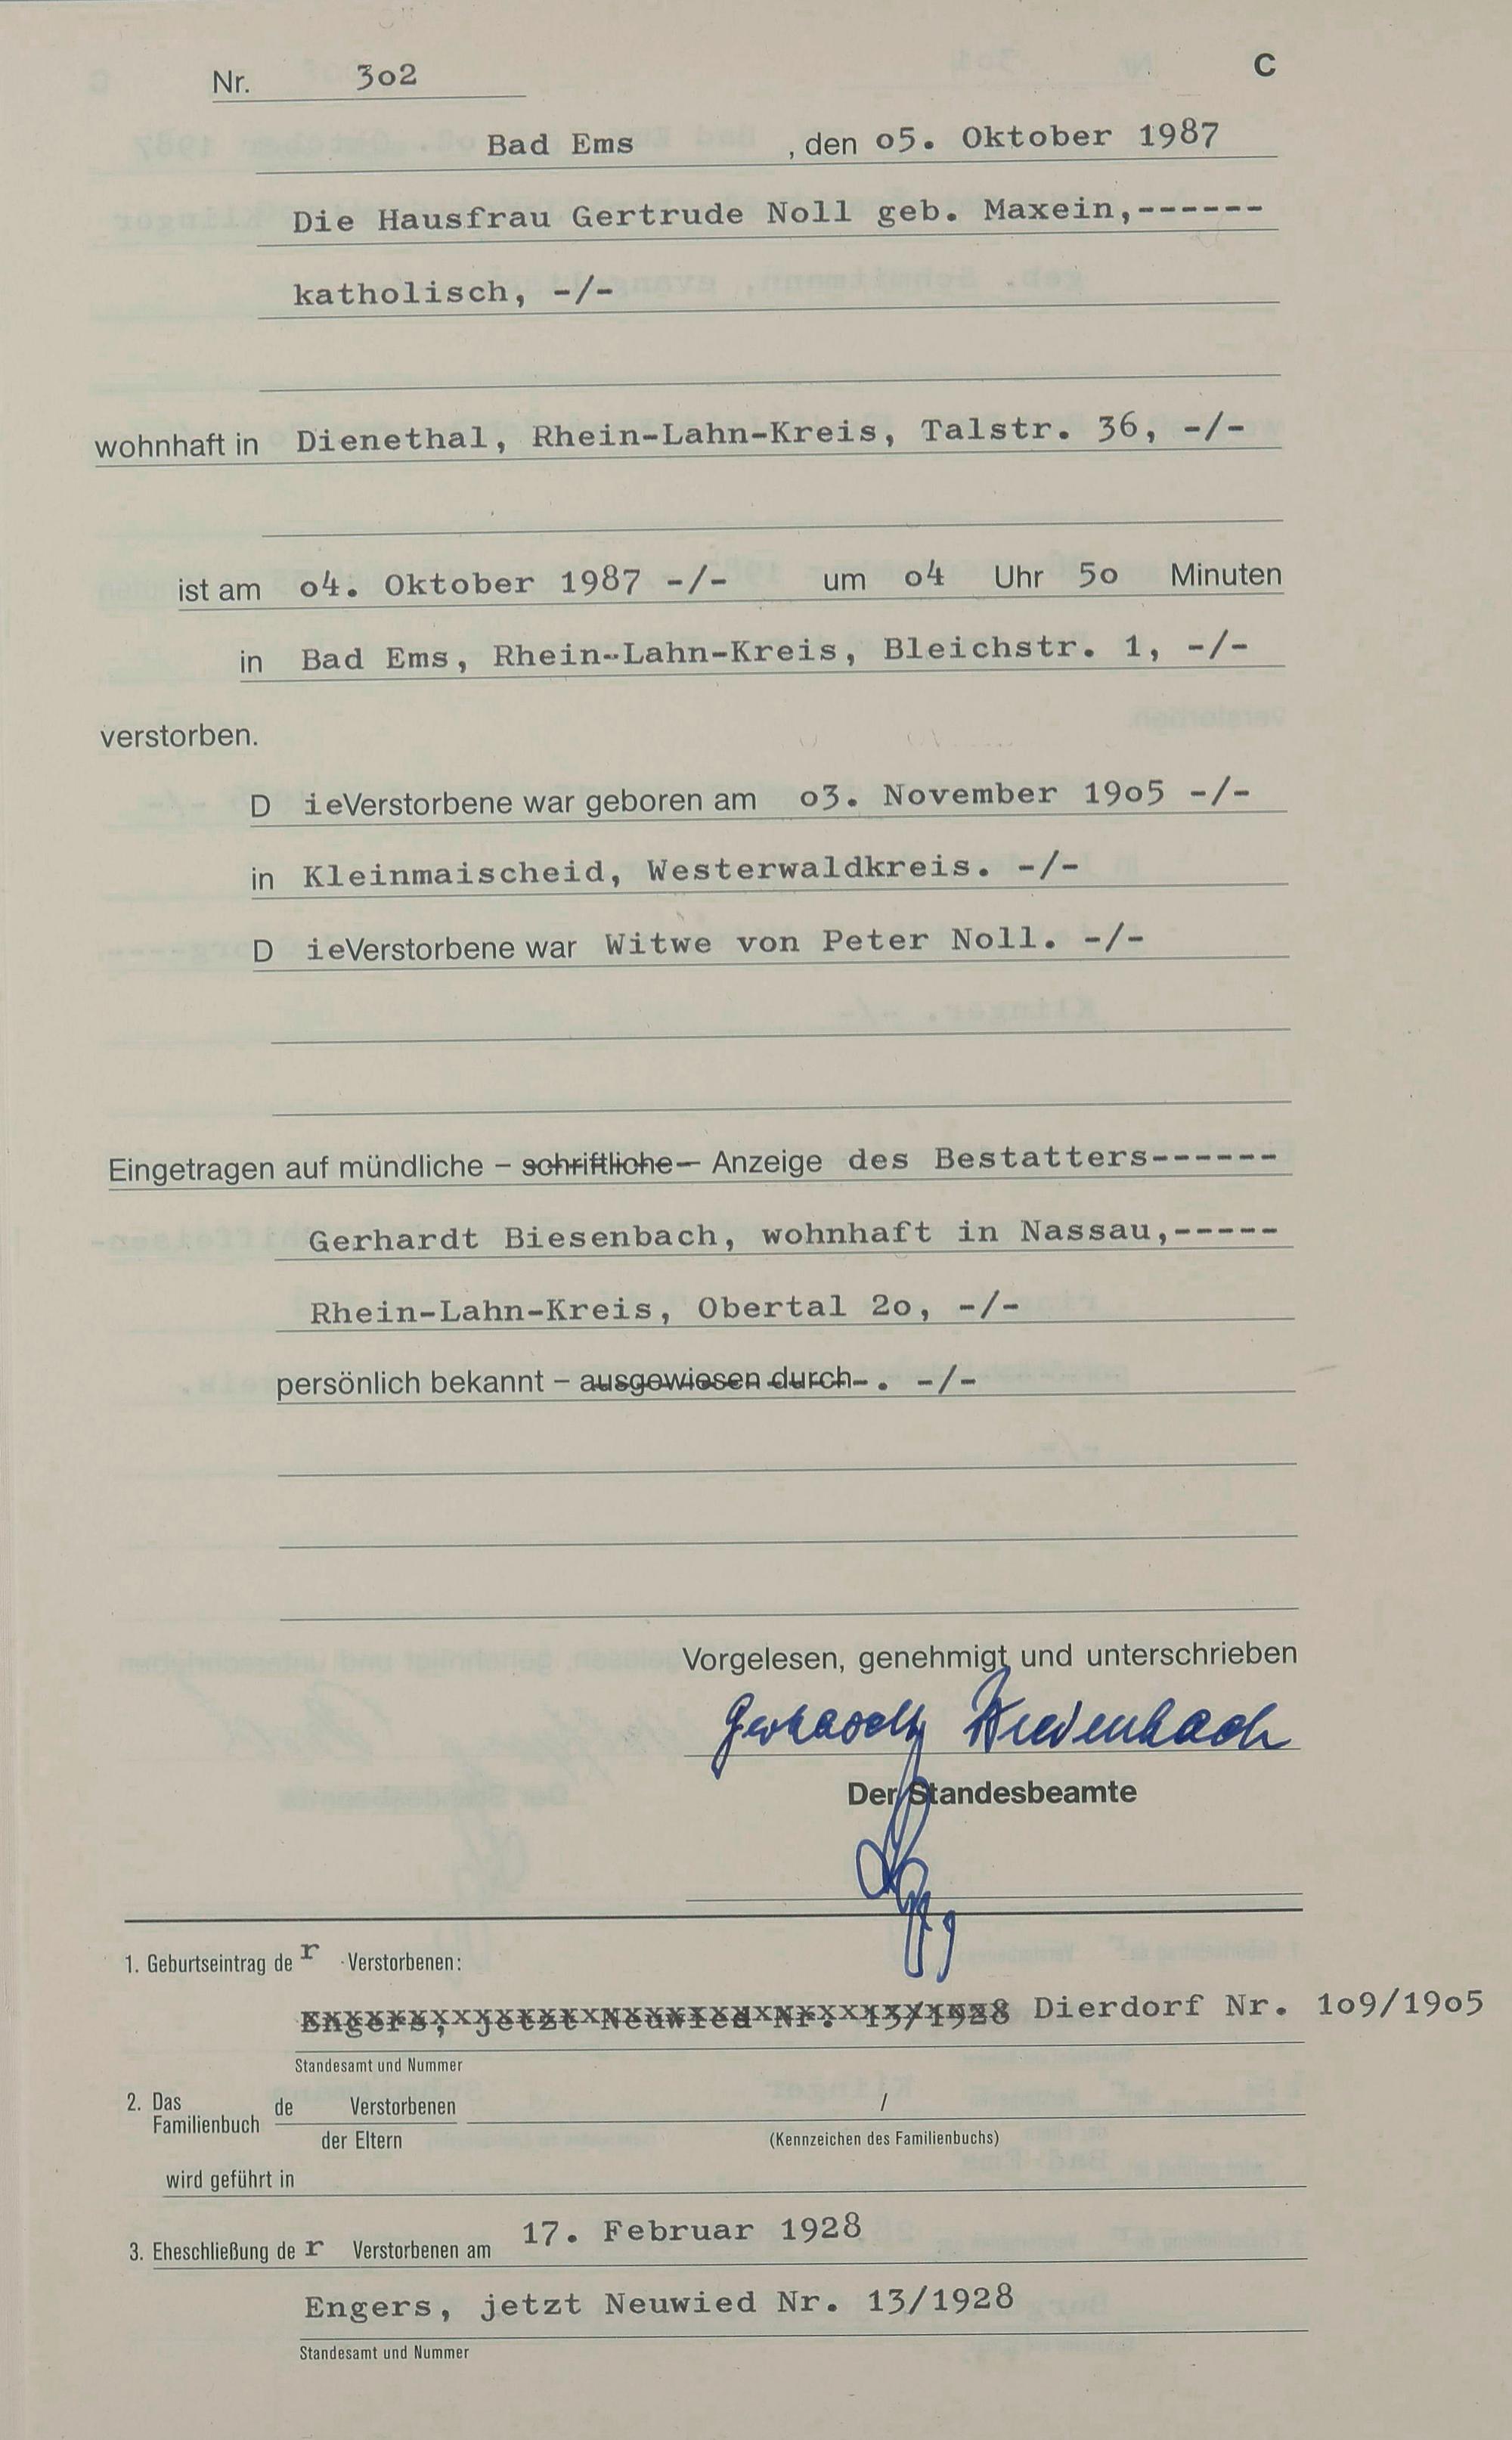 Nr. 3o2 C
Bad Ems , den o5. Oktober 1987
Die Hausfrau Gertrude Noll geb. Maxein,------
katholisch, -/-
wohnhaft in Dienethal, Rhein-Lahn-Kreis, Talstr. 36, -/-
ist am o4. Oktober 1987 -/- um o4 Uhr 5o Minuten
in Bad Ems, Rhein-Lahn-Kreis, Bleichstr. 1, -/-
verstorben.
D ieVerstorbene war geboren am o3. November 19o5 -/-
in Kleinmaischeid, Westerwaldkreis. -/-
D ieVerstorbene war Witwe von Peter Noll. -/-
Eingetragen auf mündliche – schriftliche – Anzeige des Bestatters------
Gerhardt Biesenbach, wohnhaft in Nassau,-----
Rhein-Lahn-Kreis, Obertal 2o, -/-
persönlich bekannt – ausgewiesen durch- . -/-
Vorgelesen, genehmigt und unterschrieben
Gerhardt Biesenbach
Der Standesbeamte
1. Geburtseintrag de r Verstorbenen:
Engers, jetzt Neuwied Nr. 13/1928 Dierdorf Nr. 1o9/19o5
Standesamt und Nummer
2. Das Familienbuch de Verstorbenen /
der Eltern (Kennzeichen des Familienbuchs)
wird geführt in
3. Eheschließung de r Verstorbenen am 17. Februar 1928
Engers, jetzt Neuwied Nr. 13/1928
Standesamt und Nummer